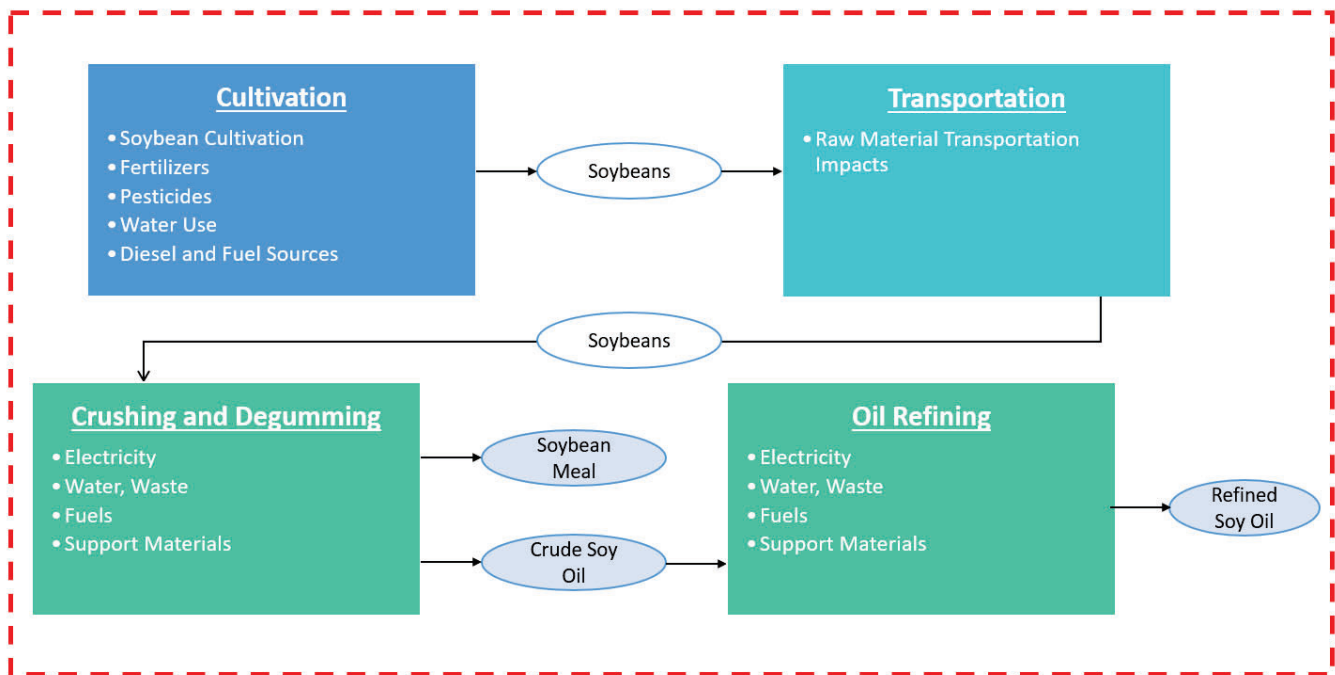 Cultivation
• Soybean Cultivation
• Fertilizers
• Pesticides
• Water Use
• Diesel and Fuel Sources
Soybeans
Transportation
• Raw Material Transportation
Impacts
Soybeans
Crushing and Degumming
• Electricity
• Water, Waste
• Fuels
• Support Materials
Soybean
Meal
Crude Soy
Oil
Oil Refining
• Electricity
• Water, Waste
• Fuels
• Support Materials
Refined
Soy Oil